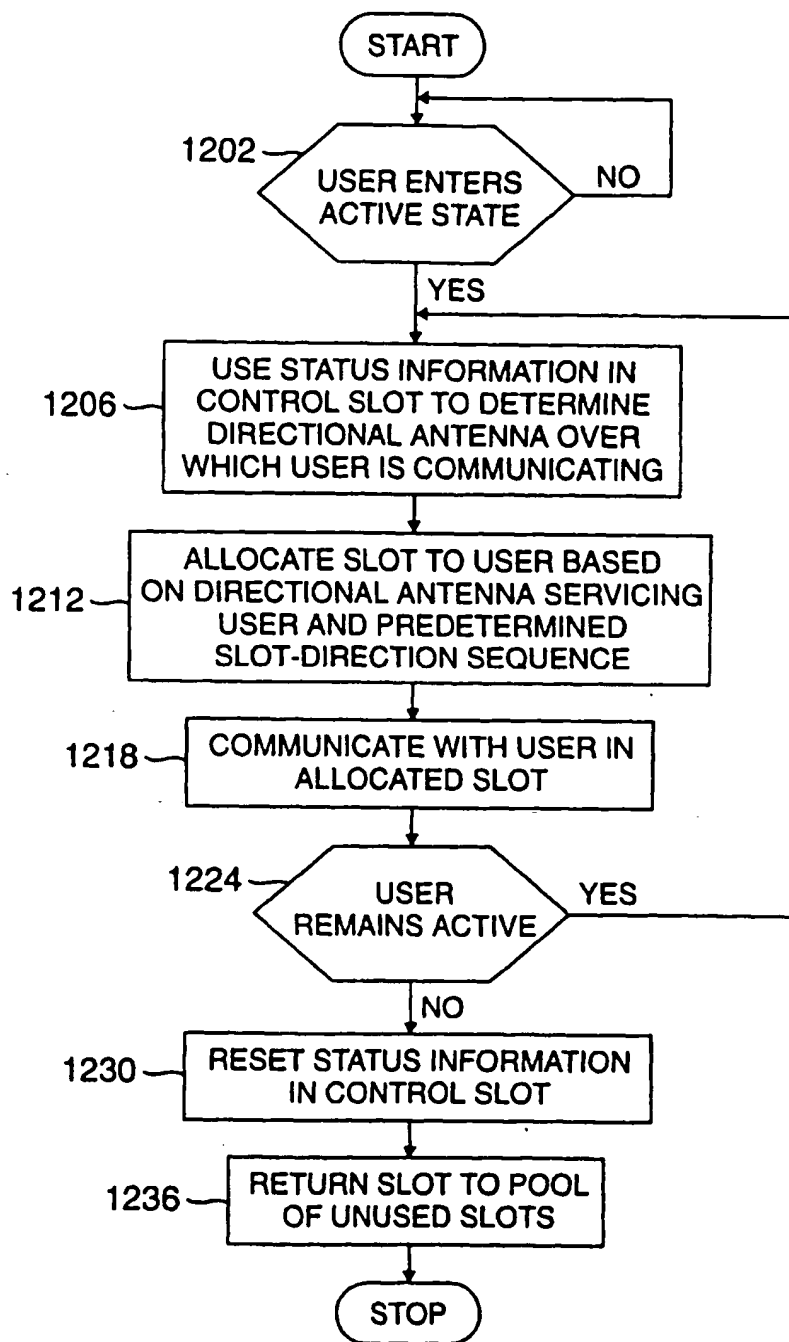 START
1202
USER ENTERS
ACTIVE STATE
NO
YES
1206
USE STATUS INFORMATION IN
CONTROL SLOT TO DETERMINE
DIRECTIONAL ANTENNA OVER
WHICH USER IS COMMUNICATING
1212
ALLOCATE SLOT TO USER BASED
ON DIRECTIONAL ANTENNA SERVICING
USER AND PREDETERMINED
SLOT-DIRECTION SEQUENCE
1218
COMMUNICATE WITH USER IN
ALLOCATED SLOT
1224
USER
REMAINS ACTIVE
YES
NO
1230
RESET STATUS INFORMATION
IN CONTROL SLOT
1236
RETURN SLOT TO POOL
OF UNUSED SLOTS
STOP